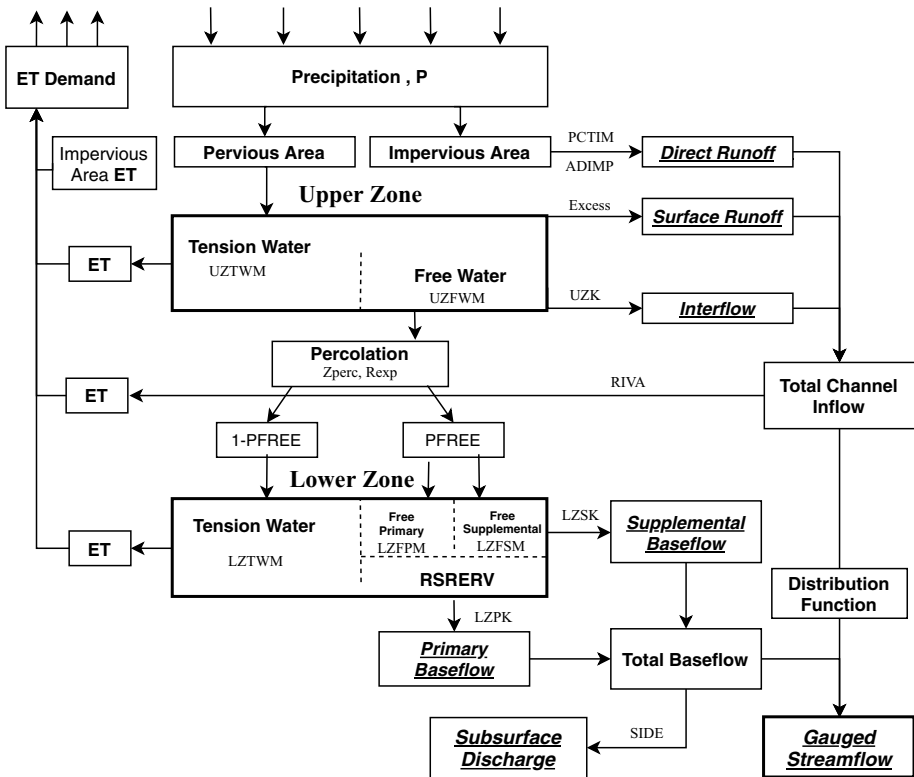 ET Demand
Precipitation , P
Impervious
Area ET
Pervious Area
Impervious Area
PCTIM
ADIMP
Direct Runoff
Upper Zone
Excess
Surface Runoff
ET
Tension Water
UZTWM
Free Water
UZFWM
UZK
Interflow
Percolation
Zperc, Rexp
ET
RIVA
Total Channel
Inflow
1-PFREE
PFREE
Lower Zone
ET
Tension Water
LZTWM
Free
Primary
LZFPM
Free
Supplemental
LZFSM
RSRERV
LZSK
Supplemental
Baseflow
Distribution
Function
LZPK
Primary
Baseflow
Total Baseflow
SIDE
Subsurface
Discharge
Gauged
Streamflow